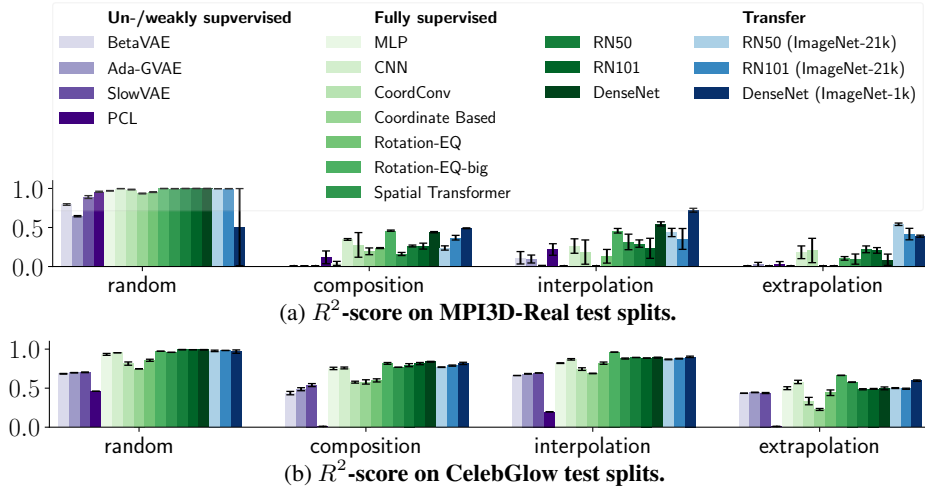 Un-/weakly supvervised
BetaVAE
Ada-GVAE
SlowVAE
PCL
Fully supervised
MLP
CNN
CoordConv
Coordinate Based
Rotation-EQ
Rotation-EQ-big
Spatial Transformer
RN50
RN101
DenseNet
Transfer
RN50 (ImageNet-21k)
RN101 (ImageNet-21k)
DenseNet (ImageNet-1k)
1.0
0.5
0.0
random composition interpolation extrapolation
(a) R²-score on MPI3D-Real test splits.
1.0
0.5
0.0
random composition interpolation extrapolation
(b) R²-score on CelebGlow test splits.